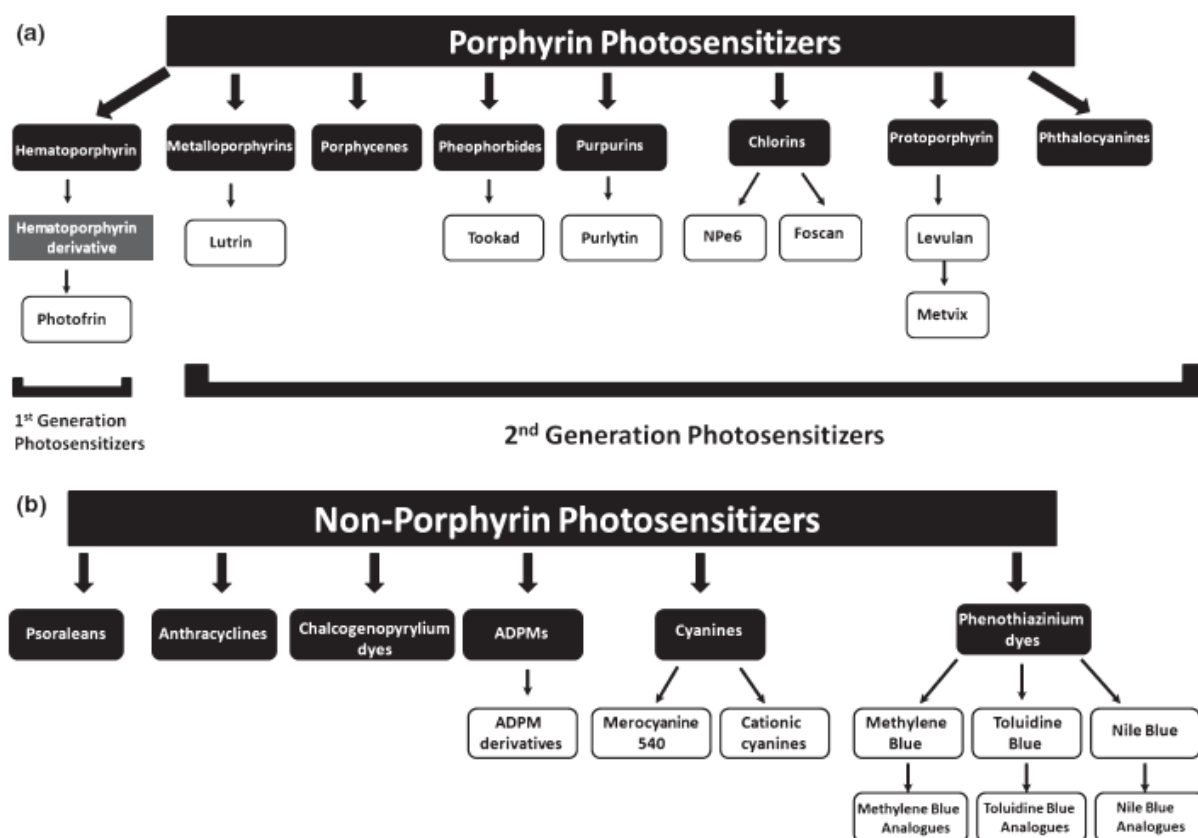 (a)
Porphyrin Photosensitizers
Hematoporphyrin
Metalloporphyrins
Porphycenes
Pheophorbides
Purpurins
Chlorins
Protoporphyrin
Phthalocyanines
Hematoporphyrin
derivative
Lutrin
Tookad
Purlytin
NPe6
Foscan
Levulan
Photofrin
Metvix
1st Generation
Photosensitizers
2nd Generation Photosensitizers
(b)
Non-Porphyrin Photosensitizers
Psoraleans
Anthracyclines
Chalcogenopyrylium
dyes
ADPMs
Cyanines
Phenothiazinium
dyes
ADPM
derivatives
Merocyanine
540
Cationic
cyanines
Methylene
Blue
Toluidine
Blue
Nile Blue
Methylene Blue
Analogues
Toluidine Blue
Analogues
Nile Blue
Analogues